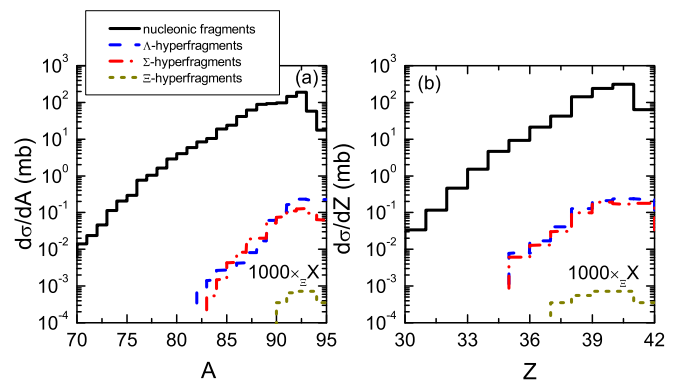 nucleonic fragments
Λ-hyperfragments
Σ-hyperfragments
Ξ-hyperfragments
(a)
10³
10²
10¹
10⁰
10⁻¹
10⁻²
10⁻³
10⁻⁴
dσ/dA (mb)
1000×ΞX
70 75 80 85 90 95
A
(b)
10³
10²
10¹
10⁰
10⁻¹
10⁻²
10⁻³
10⁻⁴
dσ/dZ (mb)
1000×ΞX
30 33 36 39 42
Z